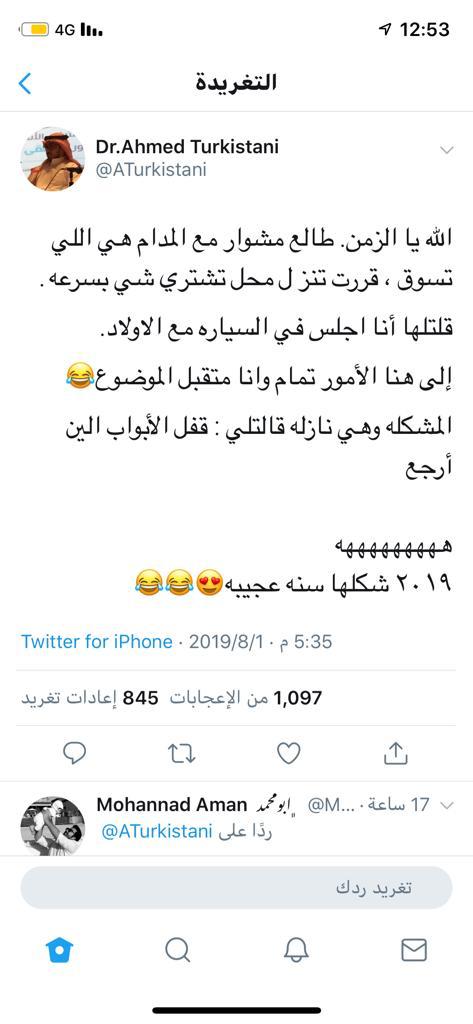 4G 12:53
التغريدة
Dr.Ahmed Turkistani
@ATurkistani
الله يا الزمن. طالع مشوار مع المدام هي اللي
تسوق ، قررت تنز ل محل تشتري شي بسرعه .
قلتلها أنا اجلس في السياره مع الاولاد.
إلى هنا الأمور تمام وانا متقبل الموضوع😂
المشكله وهي نازله قالتلي : قفل الأبواب الين
أرجع
هههههههههه
٢٠١٩ شكلها سنه عجيبه😍😂😂
5:35 م · 2019/8/1 · Twitter for iPhone
1,097 من الإعجابات 845 إعادات تغريد
Mohannad Aman ابومحمد @M... · 17 ساعة
ردًا على @ATurkistani
تغريد ردك